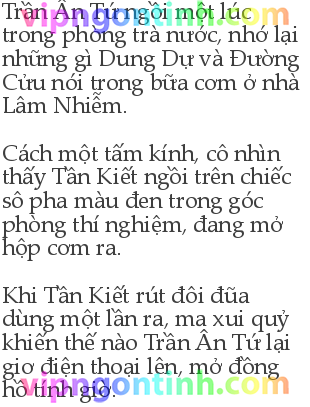 vipngontinh.com
Trần Ân Tứ ngồi một lúc
trong phòng trà nước, nhớ lại
những gì Dung Dự và Đường
Cửu nói trong bữa cơm ở nhà
Lâm Nhiễm.
Cách một tấm kính, cô nhìn
thấy Tần Kiết ngồi trên chiếc
sô pha màu đen trong góc
phòng thí nghiệm, đang mở
hộp cơm ra.
Khi Tần Kiết rút đôi đũa
dùng một lần ra, ma xui quỷ
khiến thế nào Trần Ân Tứ lại
giơ điện thoại lên, mở đồng
hồ tính giờ.
vipngontinh.com